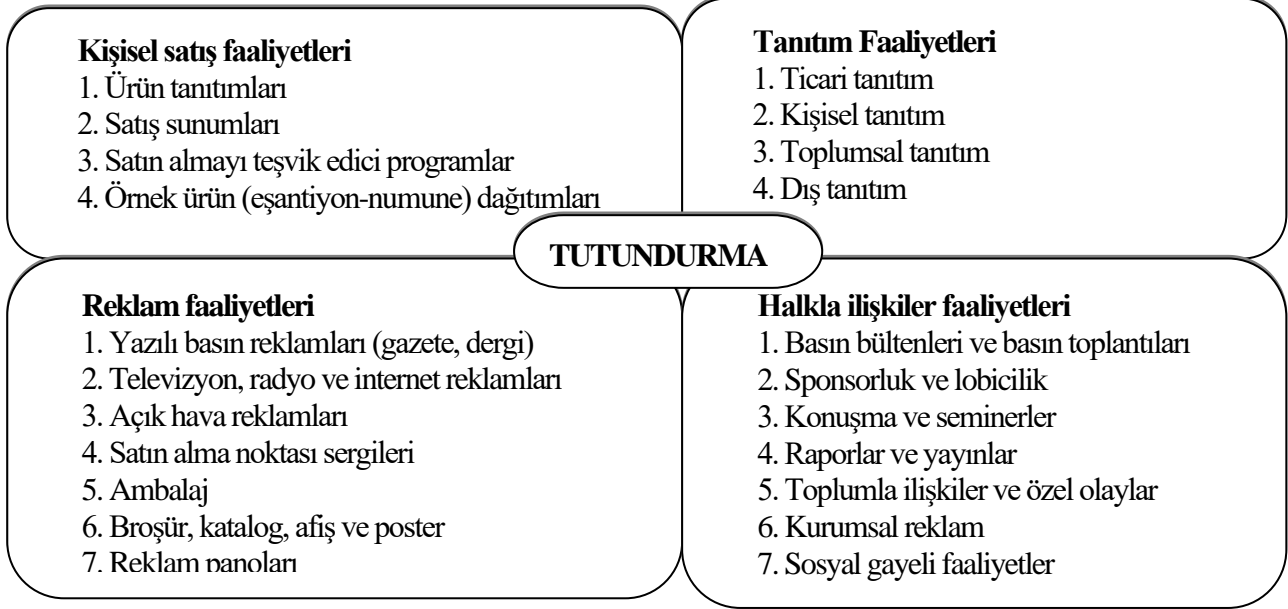 Kişisel satış faaliyetleri
1. Ürün tanıtımları
2. Satış sunumları
3. Satın almayı teşvik edici programlar
4. Örnek ürün (eşantiyon-numune) dağıtımları
Tanıtım Faaliyetleri
1. Ticari tanıtım
2. Kişisel tanıtım
3. Toplumsal tanıtım
4. Dış tanıtım
TUTUNDURMA
Reklam faaliyetleri
1. Yazılı basın reklamları (gazete, dergi)
2. Televizyon, radyo ve internet reklamları
3. Açık hava reklamları
4. Satın alma noktası sergileri
5. Ambalaj
6. Broşür, katalog, afiş ve poster
7. Reklam panoları
Halkla ilişkiler faaliyetleri
1. Basın bültenleri ve basın toplantıları
2. Sponsorluk ve lobicilik
3. Konuşma ve seminerler
4. Raporlar ve yayınlar
5. Toplumla ilişkiler ve özel olaylar
6. Kurumsal reklam
7. Sosyal gayeli faaliyetler